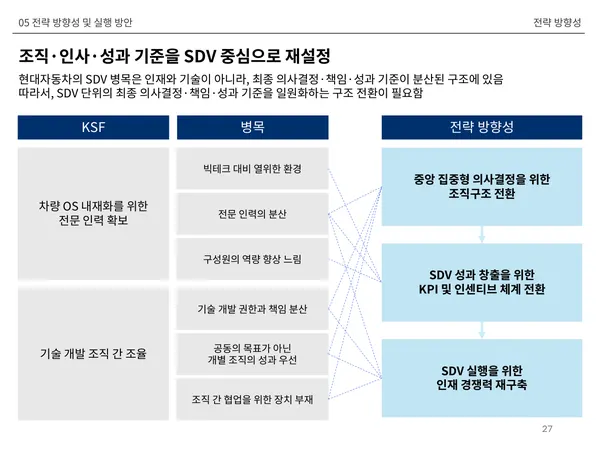 05 전략 방향성 및 실행 방안
전략 방향성
조직·인사·성과 기준을 SDV 중심으로 재설정
현대자동차의 SDV 병목은 인재와 기술이 아니라, 최종 의사결정·책임·성과 기준이 분산된 구조에 있음
따라서, SDV 단위의 최종 의사결정·책임·성과 기준을 일원화하는 구조 전환이 필요함
KSF
병목
전략 방향성
차량 OS 내재화를 위한
전문 인력 확보
빅테크 대비 열위한 환경
전문 인력의 분산
구성원의 역량 향상 느림
기술 개발 조직 간 조율
기술 개발 권한과 책임 분산
공동의 목표가 아닌
개별 조직의 성과 우선
조직 간 협업을 위한 장치 부재
중앙 집중형 의사결정을 위한
조직구조 전환
SDV 성과 창출을 위한
KPI 및 인센티브 체계 전환
SDV 실행을 위한
인재 경쟁력 재구축
27